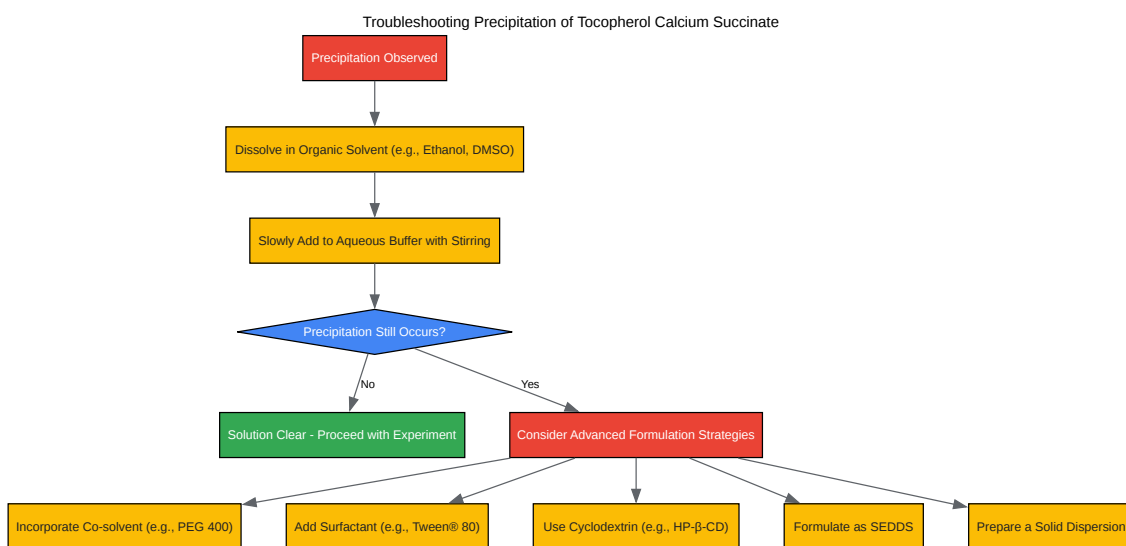 Troubleshooting Precipitation of Tocopherol Calcium Succinate
Precipitation Observed
Dissolve in Organic Solvent (e.g., Ethanol, DMSO)
Slowly Add to Aqueous Buffer with Stirring
Precipitation Still Occurs?
No
Yes
Solution Clear - Proceed with Experiment
Consider Advanced Formulation Strategies
Incorporate Co-solvent (e.g., PEG 400)
Add Surfactant (e.g., Tween® 80)
Use Cyclodextrin (e.g., HP-β-CD)
Formulate as SEDDS
Prepare a Solid Dispersion